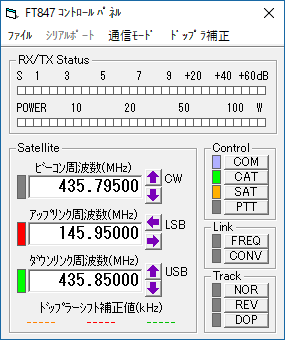 FT847 ｺﾝﾄﾛｰﾙ ﾊﾟﾈﾙ
ﾌｧｲﾙ ｼﾘｱﾙﾎﾟｰﾄ 通信ﾓｰﾄﾞ ﾄﾞｯﾌﾟﾗ補正
RX/TX Status
S 1 3 5 7 9 +20 +40 +60dB
POWER 10 20 50 100 W
Satellite
ﾋﾞｰｺﾝ周波数(MHz)
435.79500 CW
ｱｯﾌﾟﾘﾝｸ周波数(MHz)
145.95000 LSB
ﾀﾞｳﾝﾘﾝｸ周波数(MHz)
435.85000 USB
ﾄﾞｯﾌﾟﾗｰｼﾌﾄ補正値(kHz)
Control
COM
CAT
SAT
PTT
Link
FREQ
CONV
Track
NOR
REV
DOP